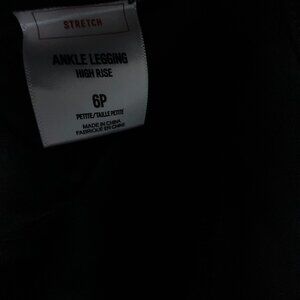 STRETCH
ANKLE LEGGING
HIGH RISE
6P
PETITE/TAILLE PETITE
MADE IN CHINA
FABRIQUÉ EN CHINE